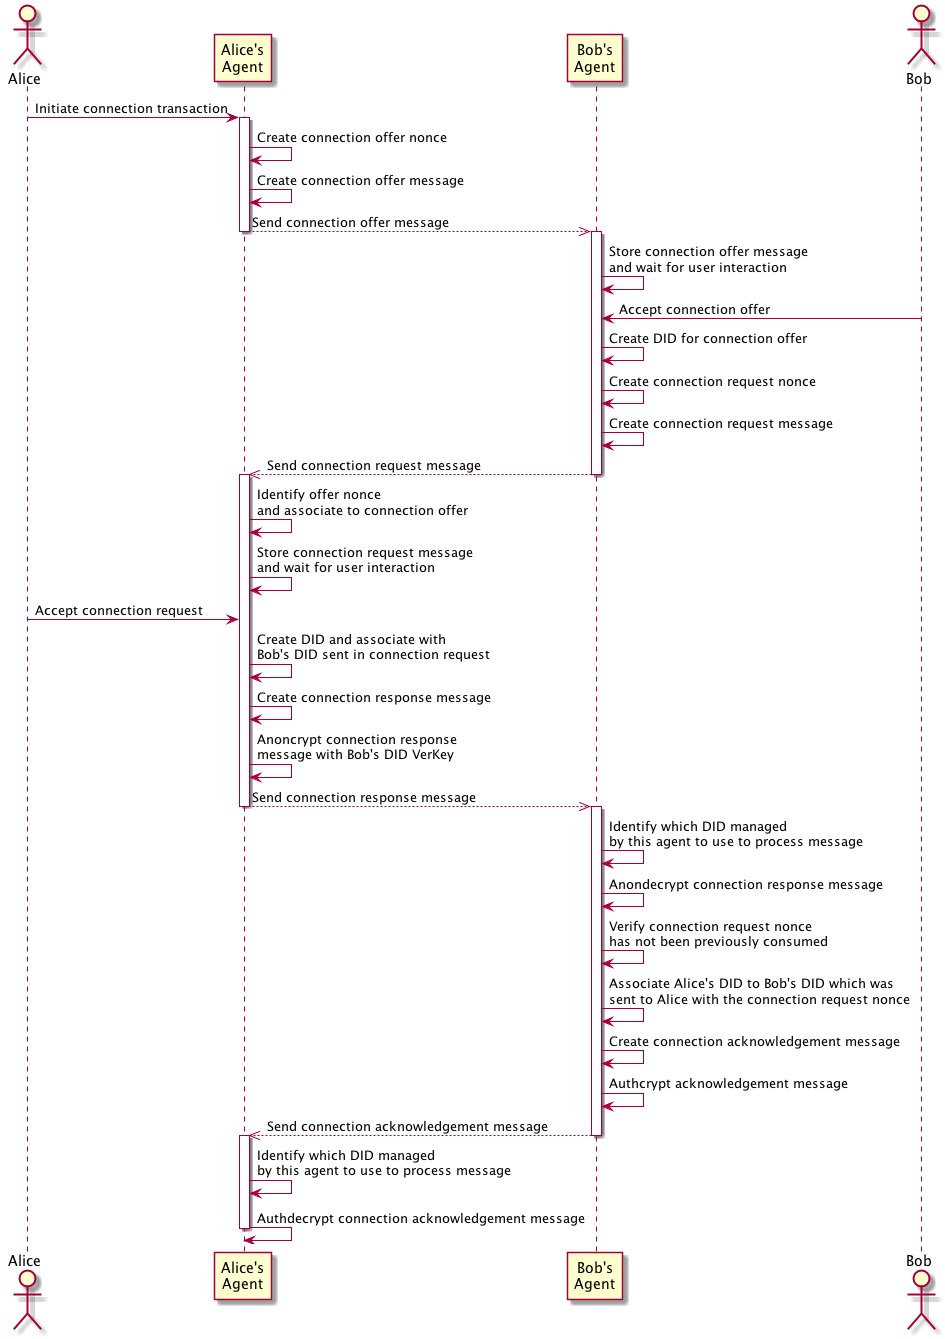 Alice
Alice's
Agent
Bob's
Agent
Bob
Initiate connection transaction
Create connection offer nonce
Create connection offer message
Send connection offer message
Store connection offer message
and wait for user interaction
Accept connection offer
Create DID for connection offer
Create connection request nonce
Create connection request message
Send connection request message
Identify offer nonce
and associate to connection offer
Store connection request message
and wait for user interaction
Accept connection request
Create DID and associate with
Bob's DID sent in connection request
Create connection response message
Anoncrypt connection response
message with Bob's DID VerKey
Send connection response message
Identify which DID managed
by this agent to use to process message
Anondecrypt connection response message
Verify connection request nonce
has not been previously consumed
Associate Alice's DID to Bob's DID which was
sent to Alice with the connection request nonce
Create connection acknowledgement message
Authcrypt acknowledgement message
Send connection acknowledgement message
Identify which DID managed
by this agent to use to process message
Authdecrypt connection acknowledgement message
Alice
Alice's
Agent
Bob's
Agent
Bob